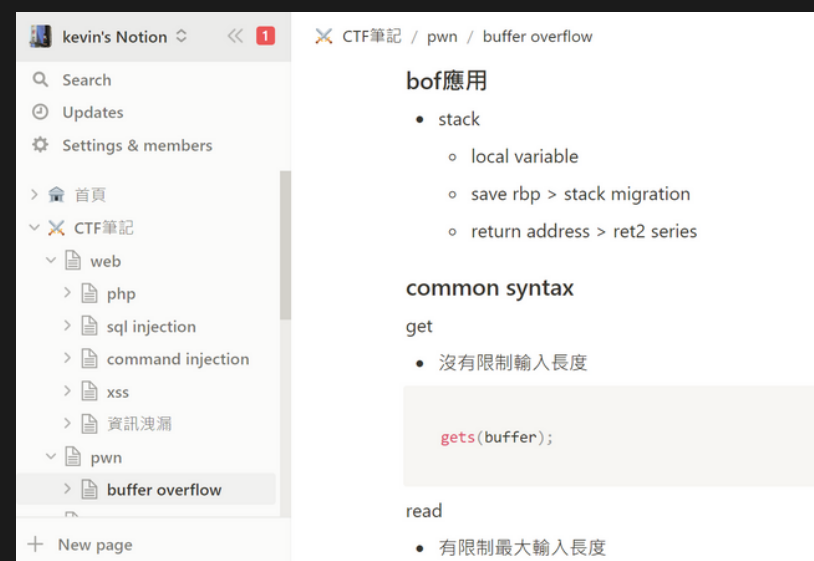 kevin's Notion
1
Search
Updates
Settings & members
首頁
CTF筆記
web
php
sql injection
command injection
xss
資訊洩漏
pwn
buffer overflow
New page
CTF筆記 / pwn / buffer overflow
bof應用
stack
local variable
save rbp > stack migration
return address > ret2 series
common syntax
get
沒有限制輸入長度
gets(buffer);
read
有限制最大輸入長度